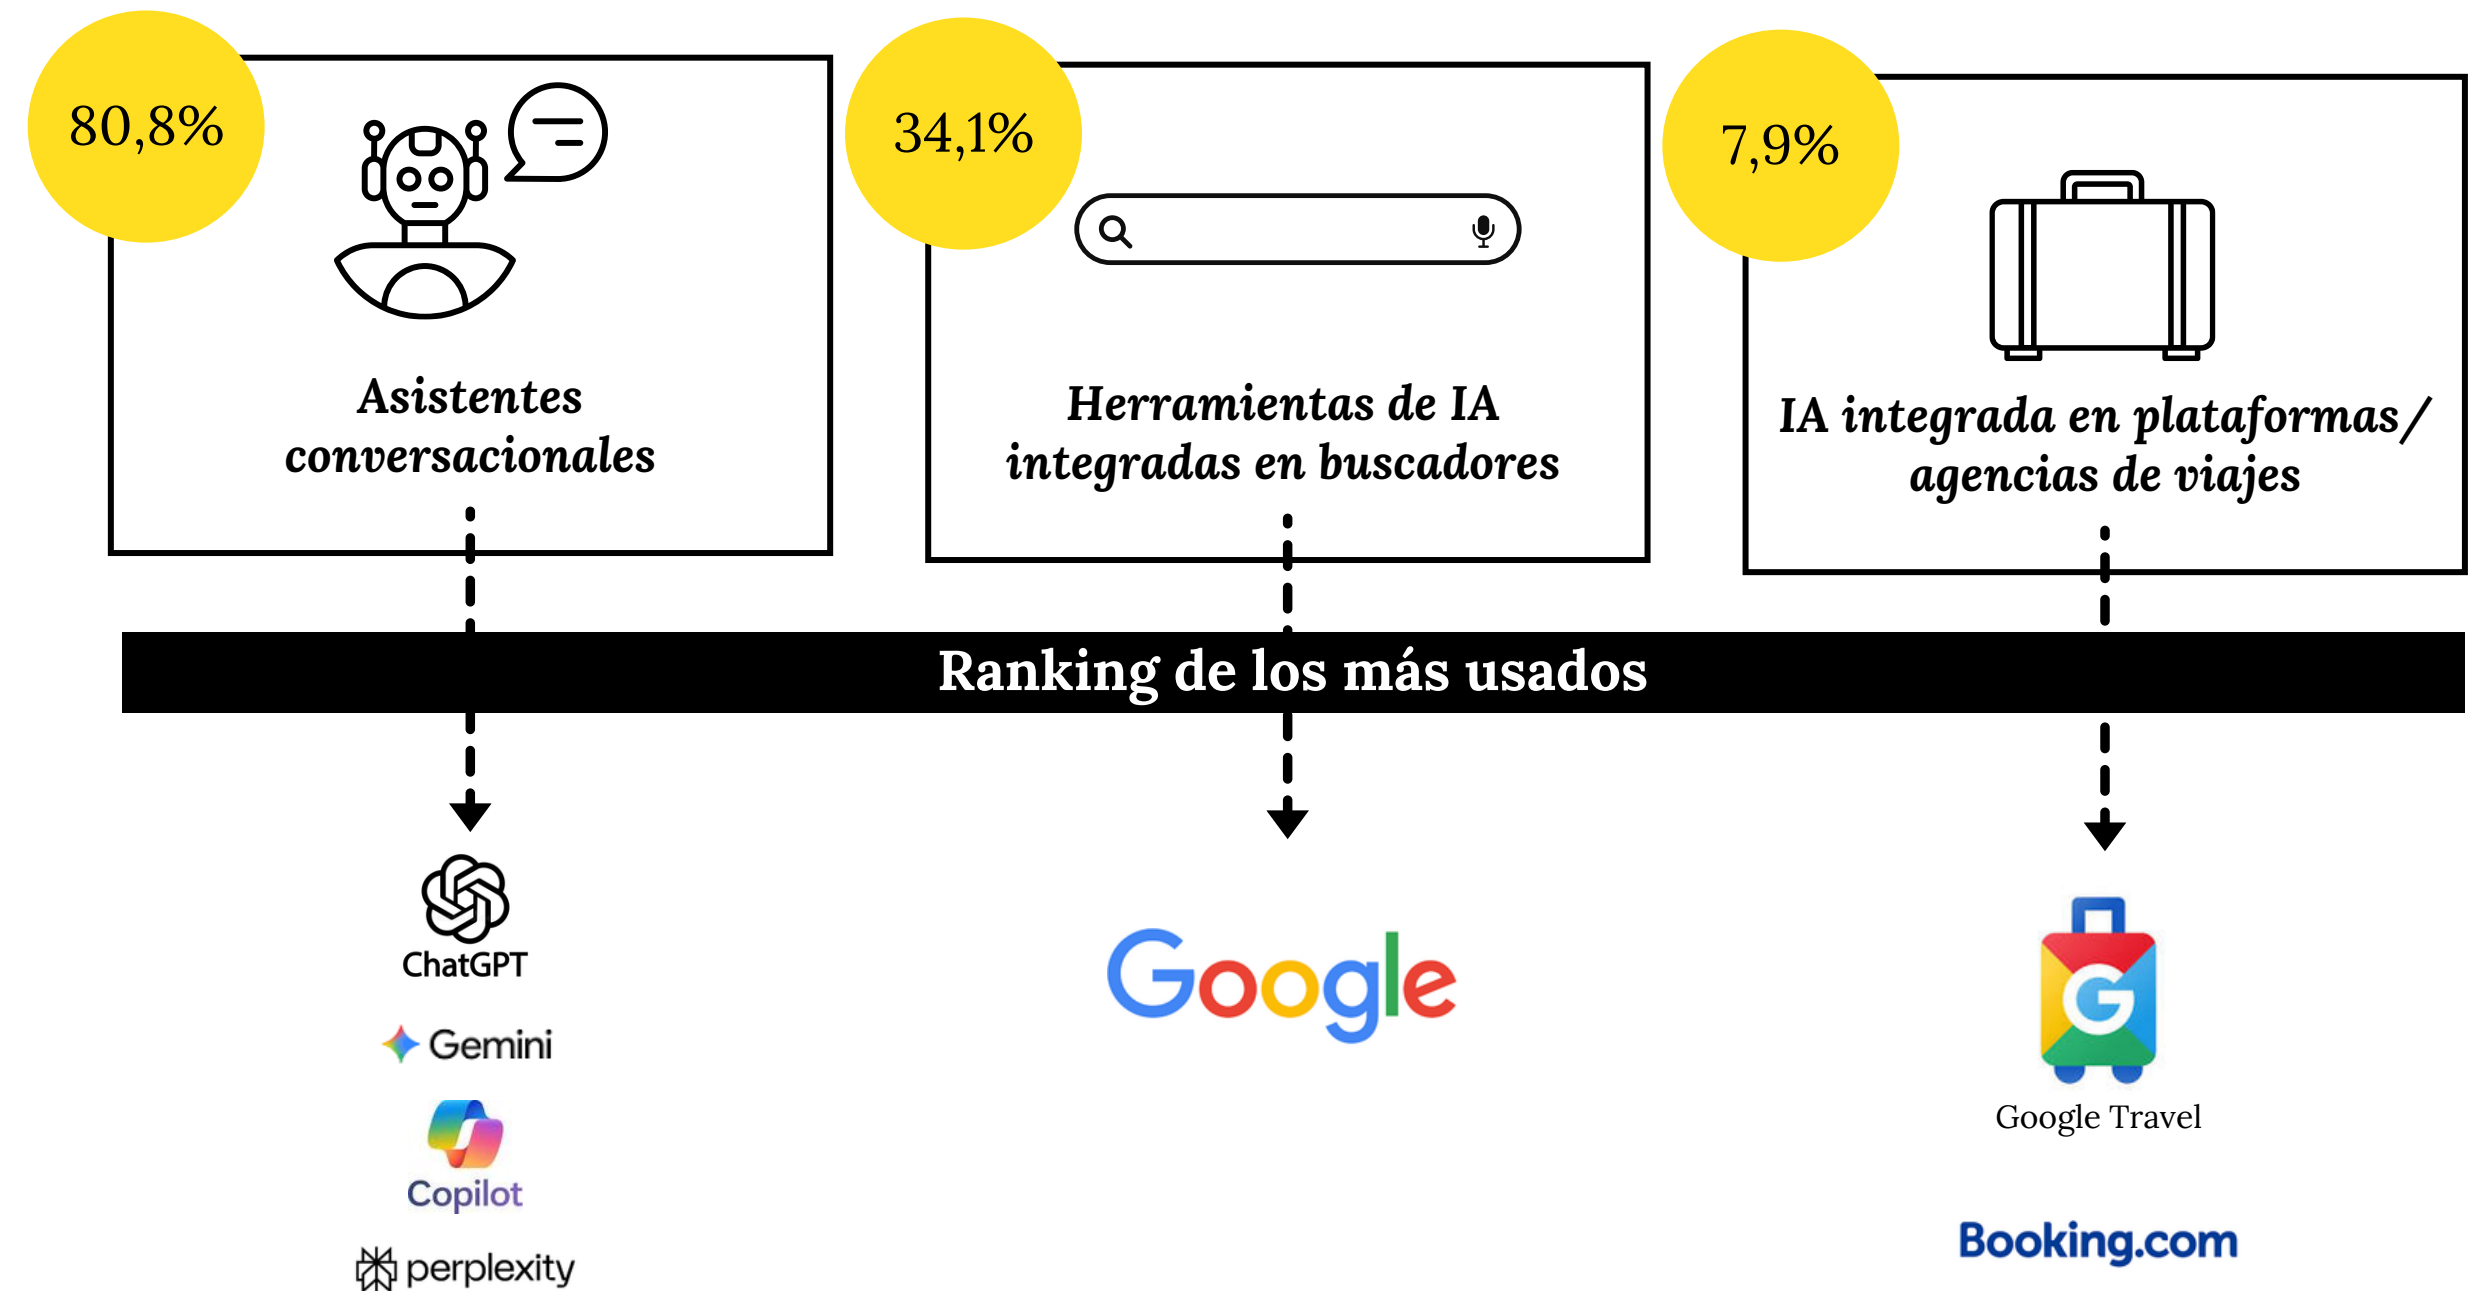 80,8%
Asistentes
conversacionales
34,1%
Herramientas de IA
integradas en buscadores
7,9%
IA integrada en plataformas/
agencias de viajes
Ranking de los más usados
ChatGPT
Gemini
Copilot
perplexity
Google
G
Google Travel
Booking.com